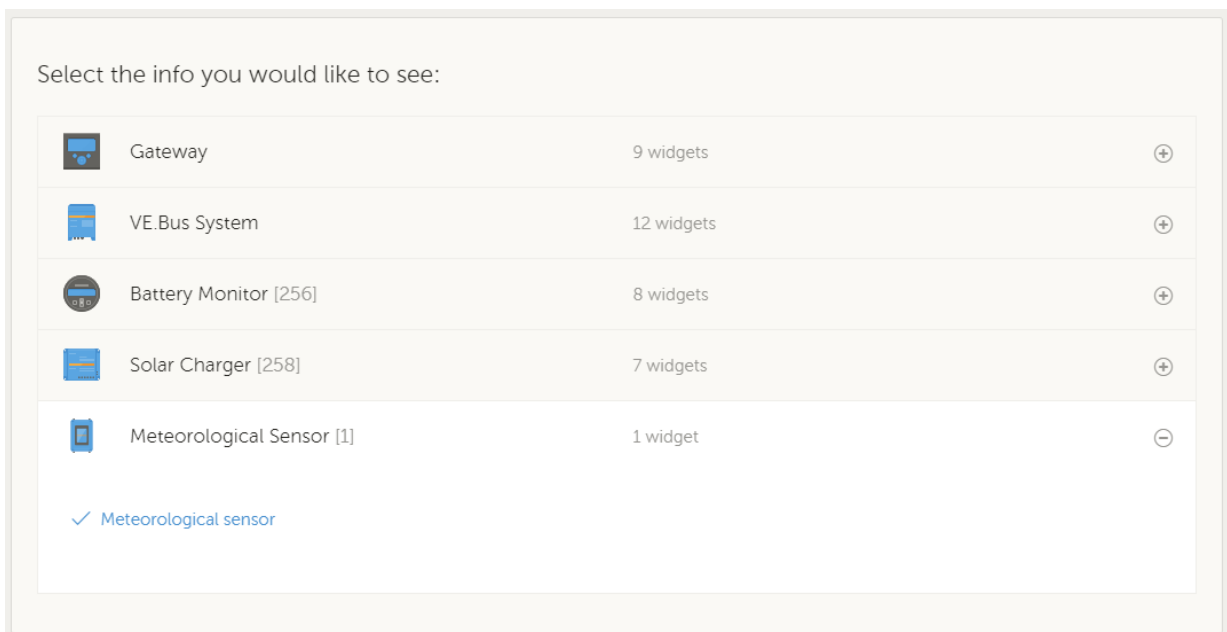 Select the info you would like to see:
Gateway 9 widgets
VE.Bus System 12 widgets
Battery Monitor [256] 8 widgets
Solar Charger [258] 7 widgets
Meteorological Sensor [1] 1 widget
Meteorological sensor